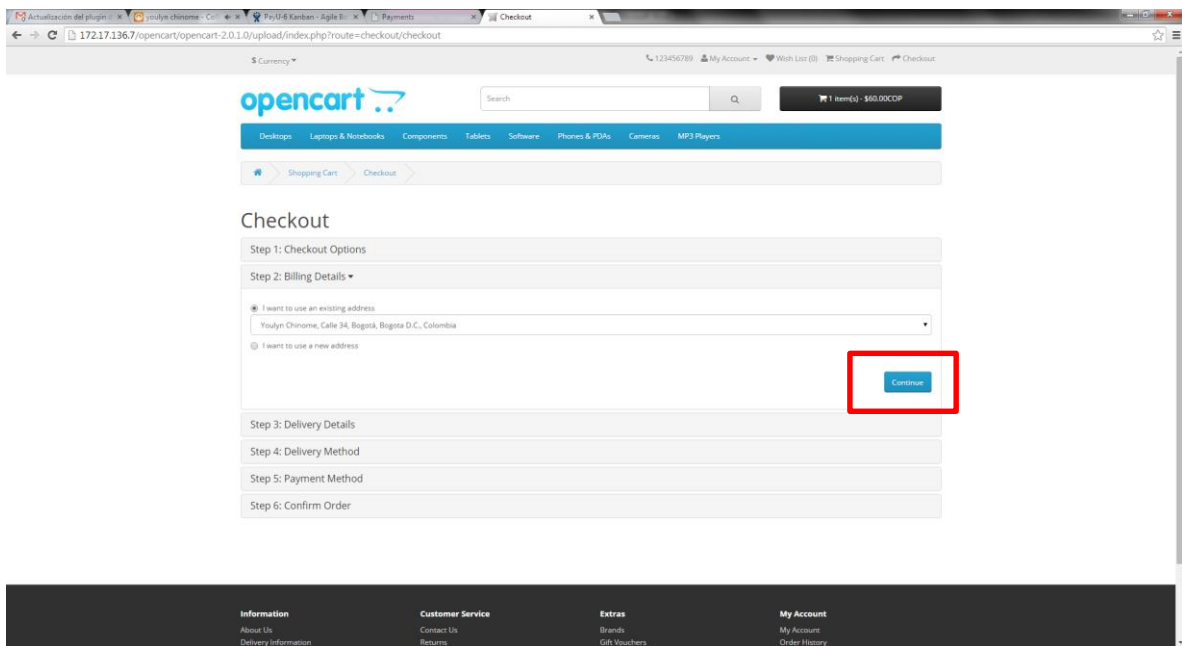 Actualización del plugin
youlyn chinome - Col
PayU-6 Kanban - Agile Bo
Payments
Checkout
172.17.136.7/opencart/opencart-2.0.1.0/upload/index.php?route=checkout/checkout
$ Currency
123456789 My Account Wish List (0) Shopping Cart Checkout
opencart
Search
1 item(s) - $60.00COP
Desktops Laptops & Notebooks Components Tablets Software Phones & PDAs Cameras MP3 Players
Shopping Cart Checkout
Checkout
Step 1: Checkout Options
Step 2: Billing Details
I want to use an existing address
Youlyn Chinome, Calle 34, Bogotá, Bogota D.C., Colombia
I want to use a new address
Continue
Step 3: Delivery Details
Step 4: Delivery Method
Step 5: Payment Method
Step 6: Confirm Order
Information Customer Service Extras My Account
About Us Contact Us Brands My Account
Delivery Information Returns Gift Vouchers Order History